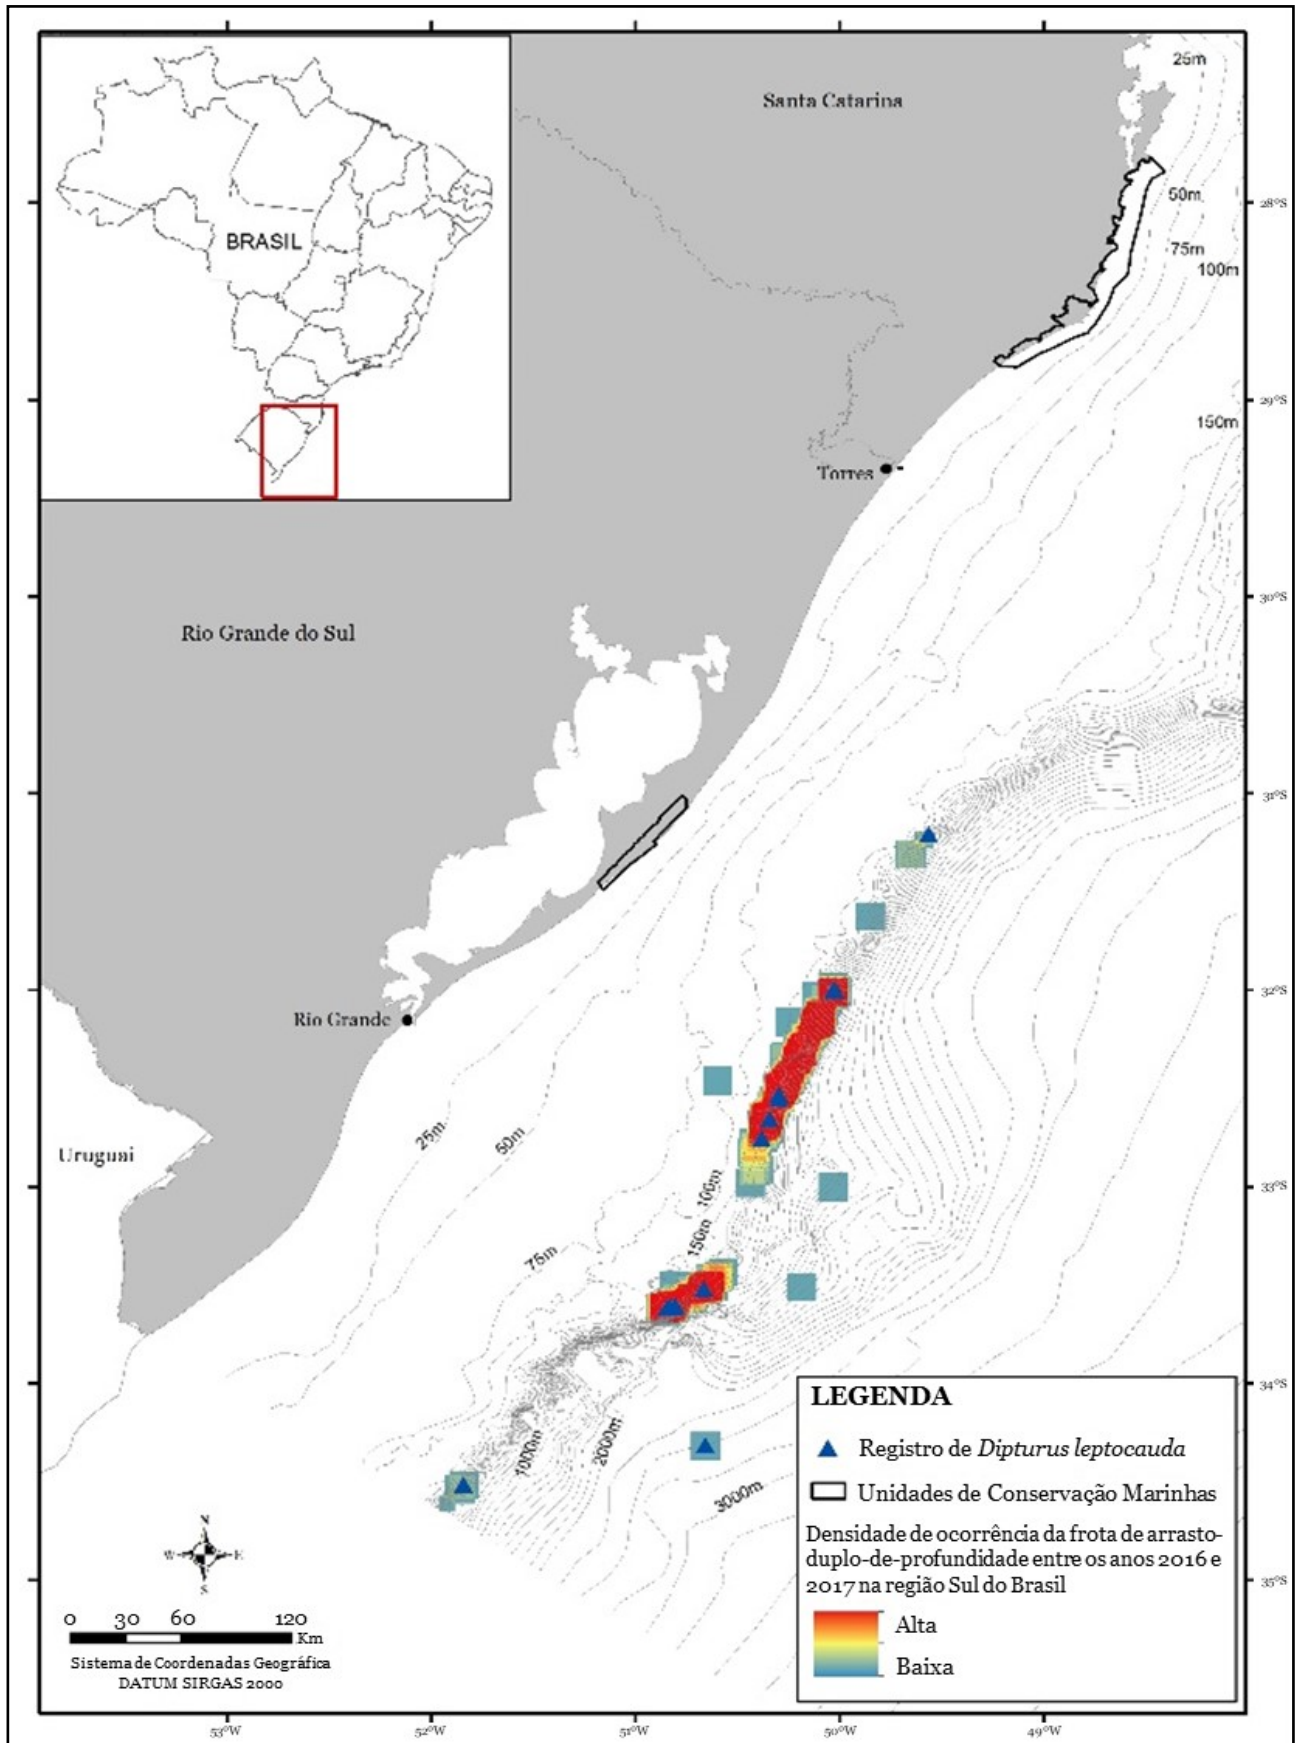 25m
Santa Catarina
50m
28°S
BRASIL
75m
100m
29°S
150m
Torres
30°S
Rio Grande do Sul
31°S
32°S
Rio Grande
25m
50m
Uruguai
100m
33°S
150m
75m
34°S
LEGENDA
Registro de Dipturus leptocauda
1000m
2000m
3000m
Unidades de Conservação Marinhas
Densidade de ocorrência da frota de arrasto-
duplo-de-profundidade entre os anos 2016 e
2017 na região Sul do Brasil
N
W E
S
35°S
0 30 60 120
Km
Alta
Sistema de Coordenadas Geográfica
DATUM SIRGAS 2000
Baixa
53°W 52°W 51°W 50°W 49°W